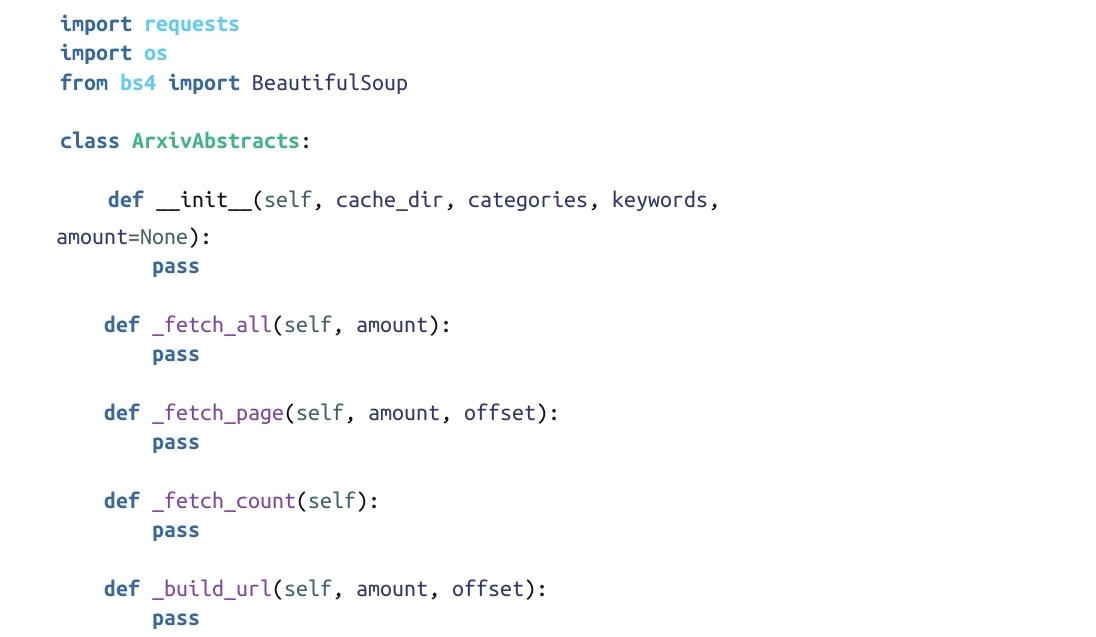 import requests
import os
from bs4 import BeautifulSoup

class ArxivAbstracts:

    def __init__(self, cache_dir, categories, keywords,
amount=None):
        pass

    def _fetch_all(self, amount):
        pass

    def _fetch_page(self, amount, offset):
        pass

    def _fetch_count(self):
        pass

    def _build_url(self, amount, offset):
        pass